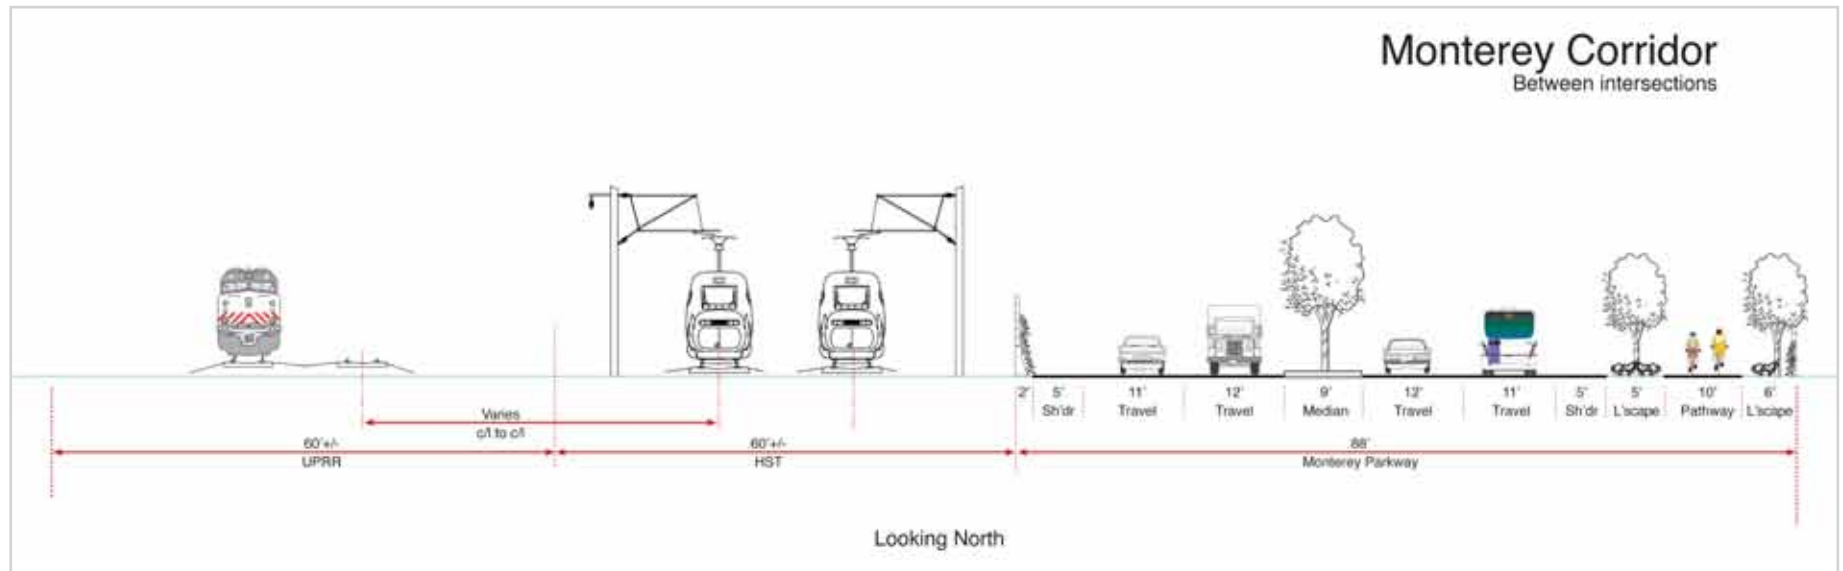 Monterey Corridor
Between intersections
2' 5' 11' 12' 9' 12' 11' 5' 5' 10' 6'
Sh'dr Travel Travel Median Travel Travel Sh'dr L'scape Pathway L'scape
Varies
c/l to c/l
60'+/- 60'+/- 88'
UPRR HST Monterey Parkway
Looking North